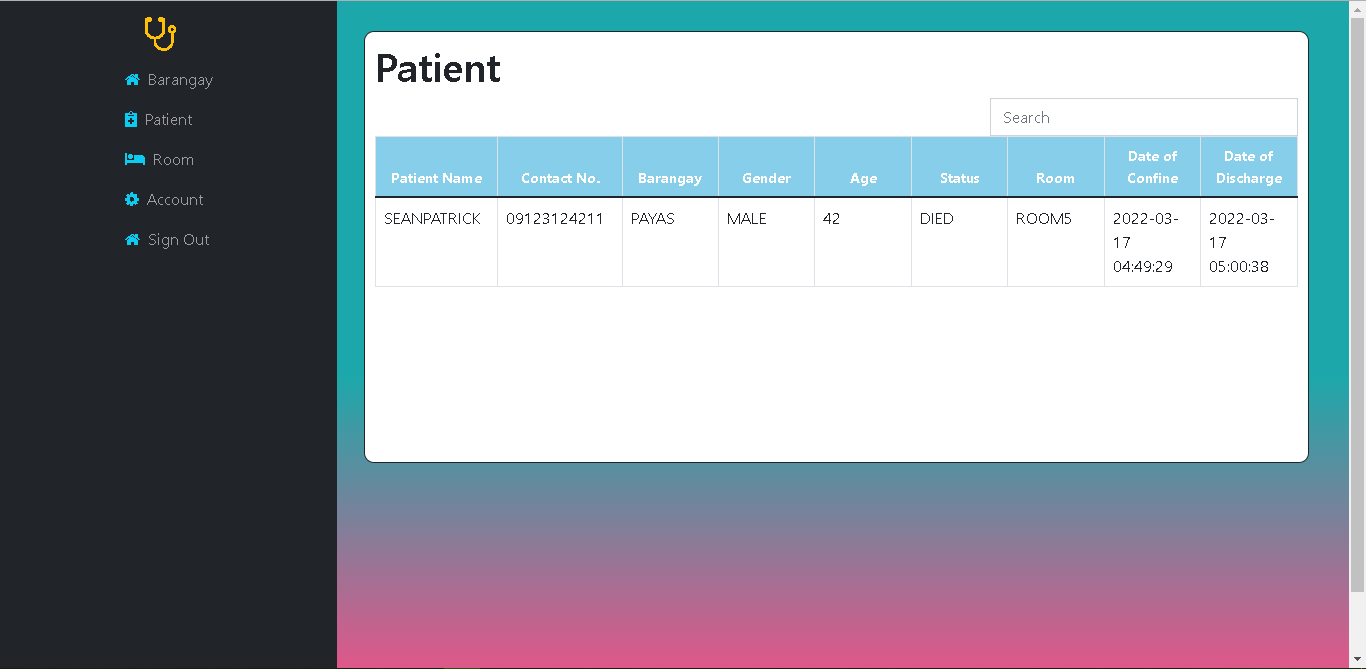 Barangay
Patient
Room
Account
Sign Out
Patient
Search
Patient Name Contact No. Barangay Gender Age Status Room Date of Confine Date of Discharge
SEANPATRICK 09123124211 PAYAS MALE 42 DIED ROOM5 2022-03-17 04:49:29 2022-03-17 05:00:38